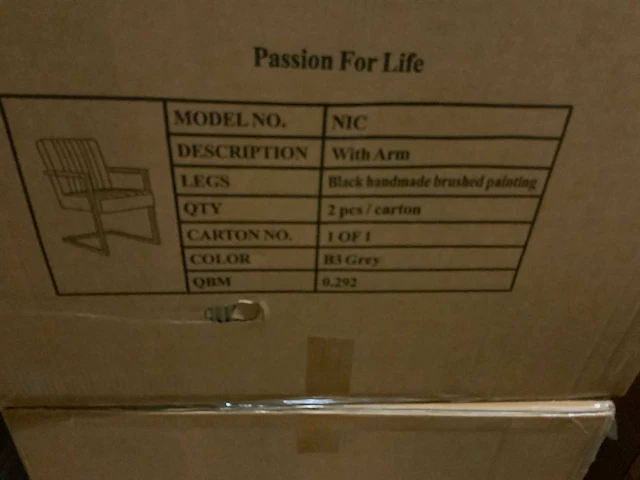 Passion For Life
MODEL NO. NIC
DESCRIPTION With Arm
LEGS Black handmade brushed painting
QTY 2 pcs / carton
CARTON NO. 1 OF 1
COLOR B3 Grey
QBM 0.292